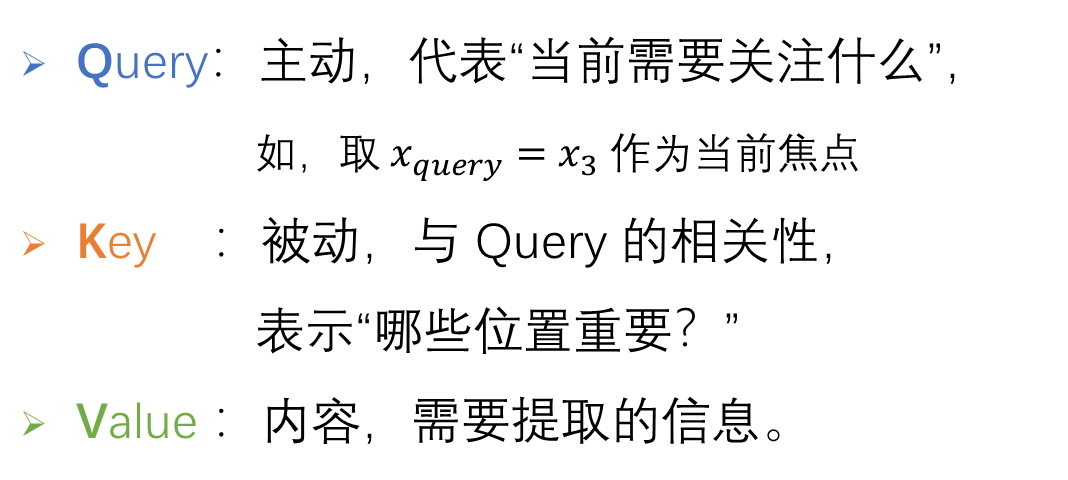 ➢ Query：主动，代表“当前需要关注什么”，
如，取 x_query = x_3 作为当前焦点
➢ Key ：被动，与 Query 的相关性，
表示“哪些位置重要？”
➢ Value：内容，需要提取的信息。